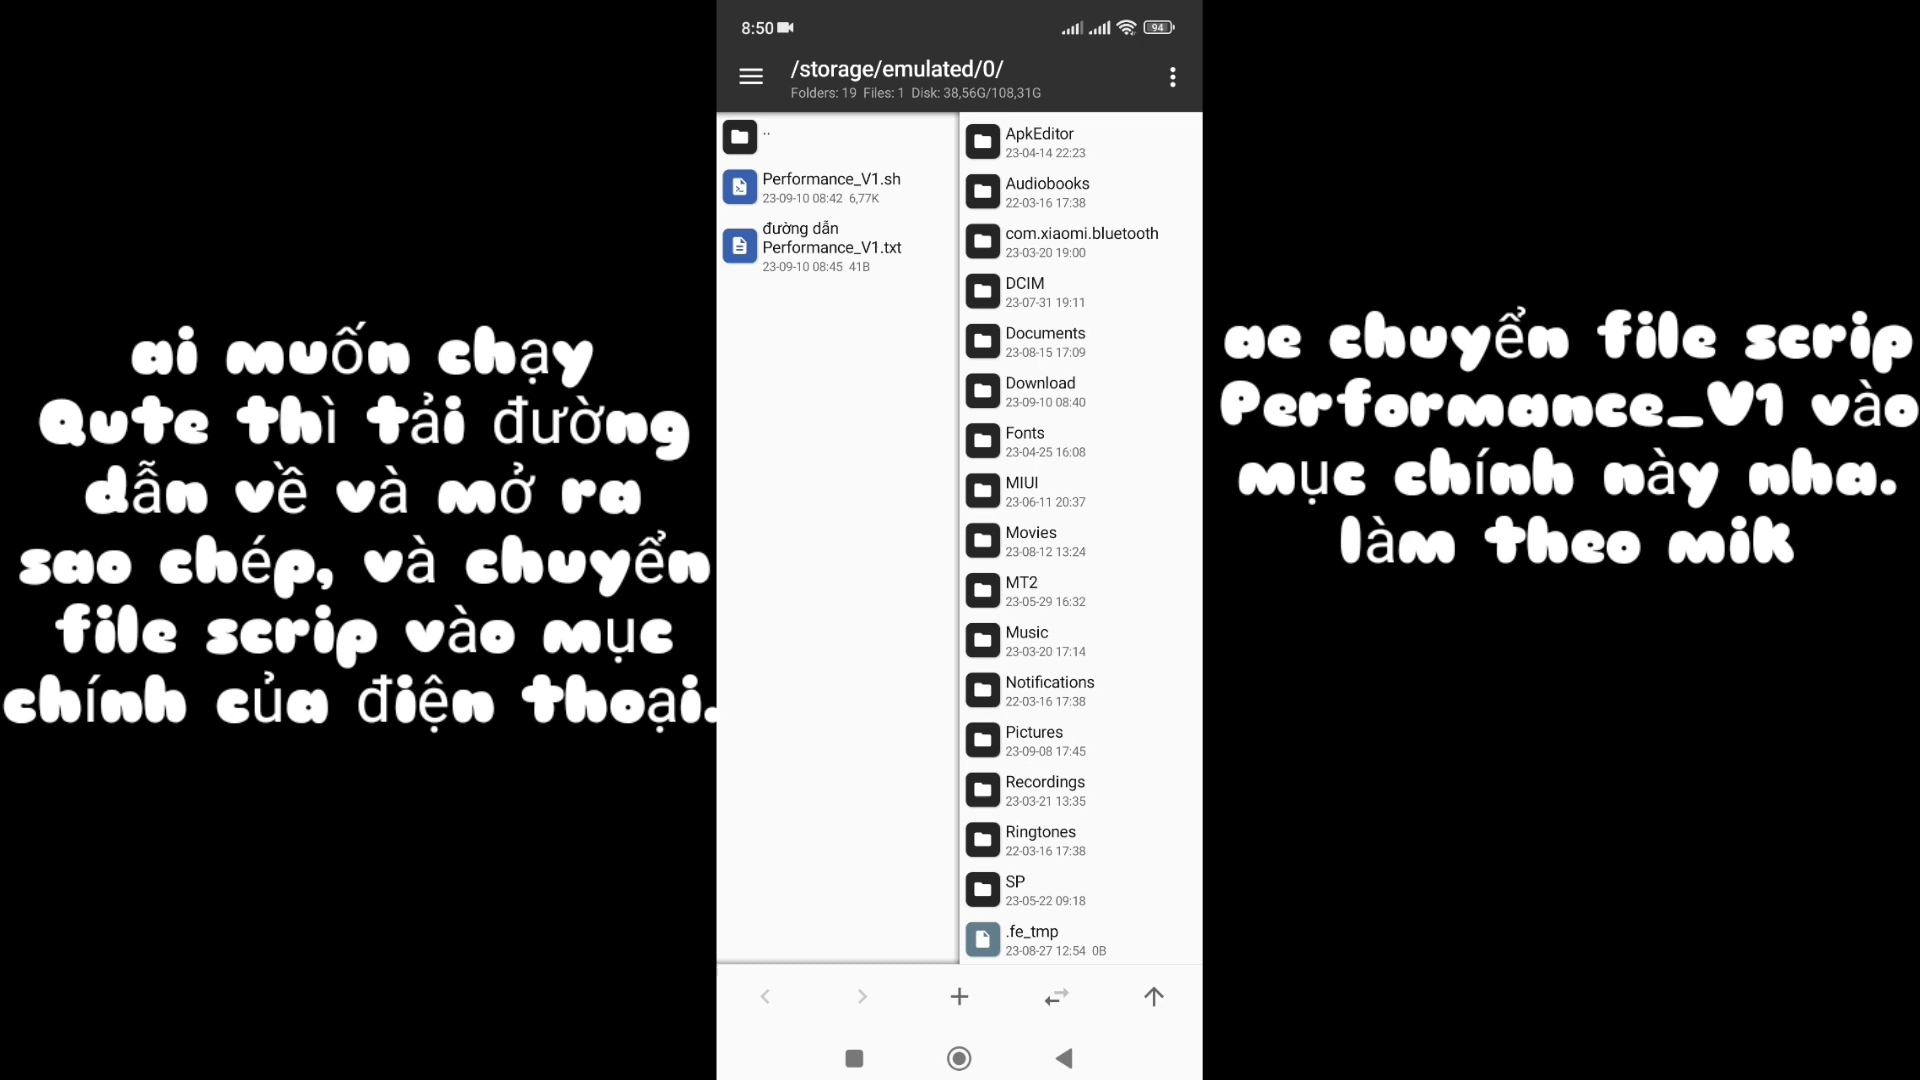 ai muốn chạy
Qute thì tải đường
dẫn về và mở ra
sao chép, và chuyển
file scrip vào mục
chính của điện thoại.
8:50
94
/storage/emulated/0/
Folders: 19 Files: 1 Disk: 38,56G/108,31G
..
Performance_V1.sh
23-09-10 08:42 6,77K
đường dẫn
Performance_V1.txt
23-09-10 08:45 41B
ApkEditor
23-04-14 22:23
Audiobooks
22-03-16 17:38
com.xiaomi.bluetooth
23-03-20 19:00
DCIM
23-07-31 19:11
Documents
23-08-15 17:09
Download
23-09-10 08:40
Fonts
23-04-25 16:08
MIUI
23-06-11 20:37
Movies
23-08-12 13:24
MT2
23-05-29 16:32
Music
23-03-20 17:14
Notifications
22-03-16 17:38
Pictures
23-09-08 17:45
Recordings
23-03-21 13:35
Ringtones
22-03-16 17:38
SP
23-05-22 09:18
.fe_tmp
23-08-27 12:54 0B
ae chuyển file scrip
Performance_V1 vào
mục chính này nha.
làm theo mik